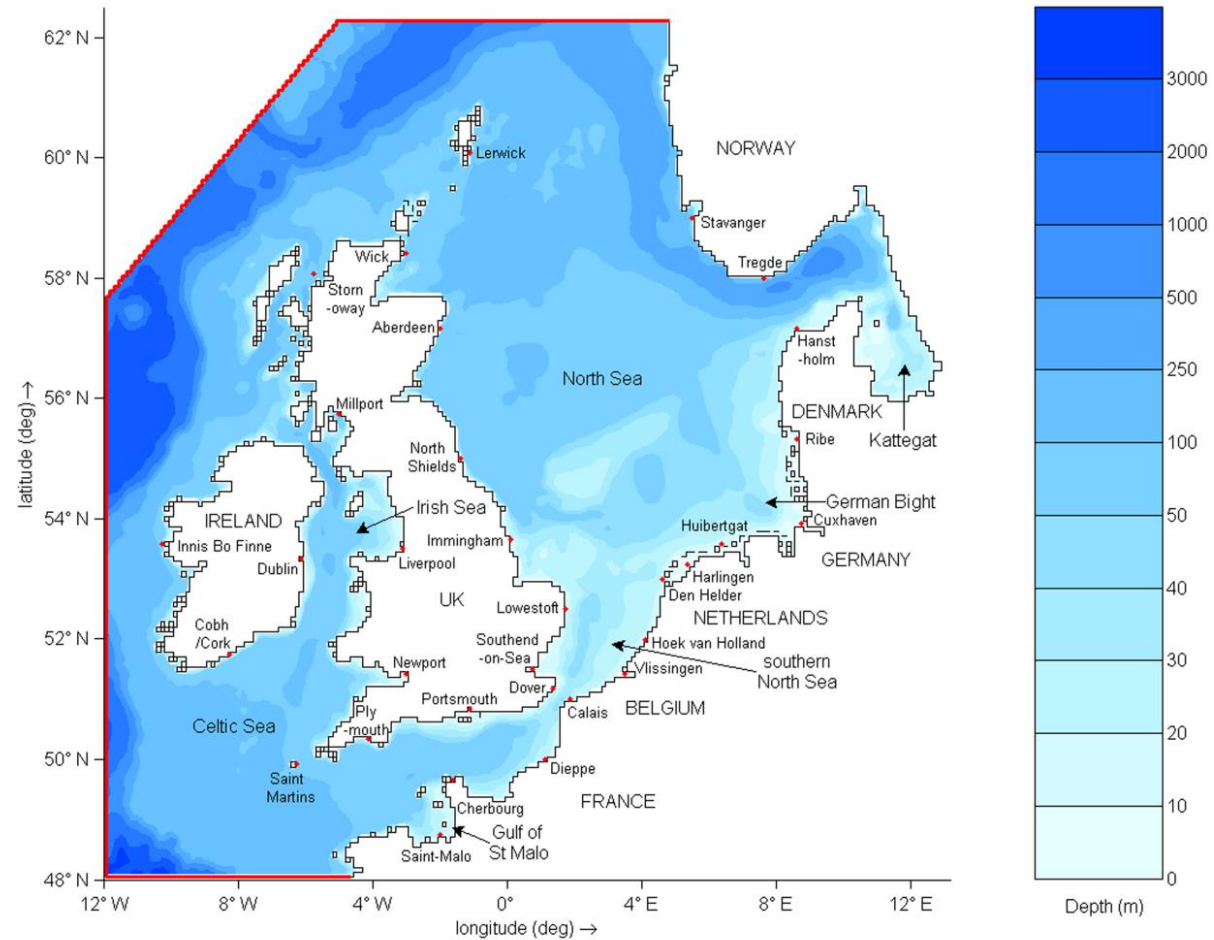 62° N
60° N
58° N
56° N
54° N
52° N
50° N
48° N
12° W
8° W
4° W
0°
4° E
8° E
12° E
latitude (deg) →
longitude (deg) →
Lerwick
NORWAY
Stavanger
Tregde
Wick
Storn
-oway
Aberdeen
Hanst
-holm
North Sea
Millport
DENMARK
Kattegat
Ribe
North
Shields
German Bight
Irish Sea
IRELAND
Innis Bo Finne
Dublin
Liverpool
Immingham
Huibertgat
Cuxhaven
GERMANY
Harlingen
Den Helder
UK
Lowestoft
NETHERLANDS
Cobh
/Cork
Southend
-on-Sea
Hoek van Holland
Newport
Vlissingen
southern
North Sea
Portsmouth
Dover
Calais
BELGIUM
Celtic Sea
Ply
-mouth
Saint
Martins
Dieppe
Cherbourg
FRANCE
Gulf of
St Malo
Saint-Malo
3000
2000
1000
500
250
100
50
40
30
20
10
0
Depth (m)